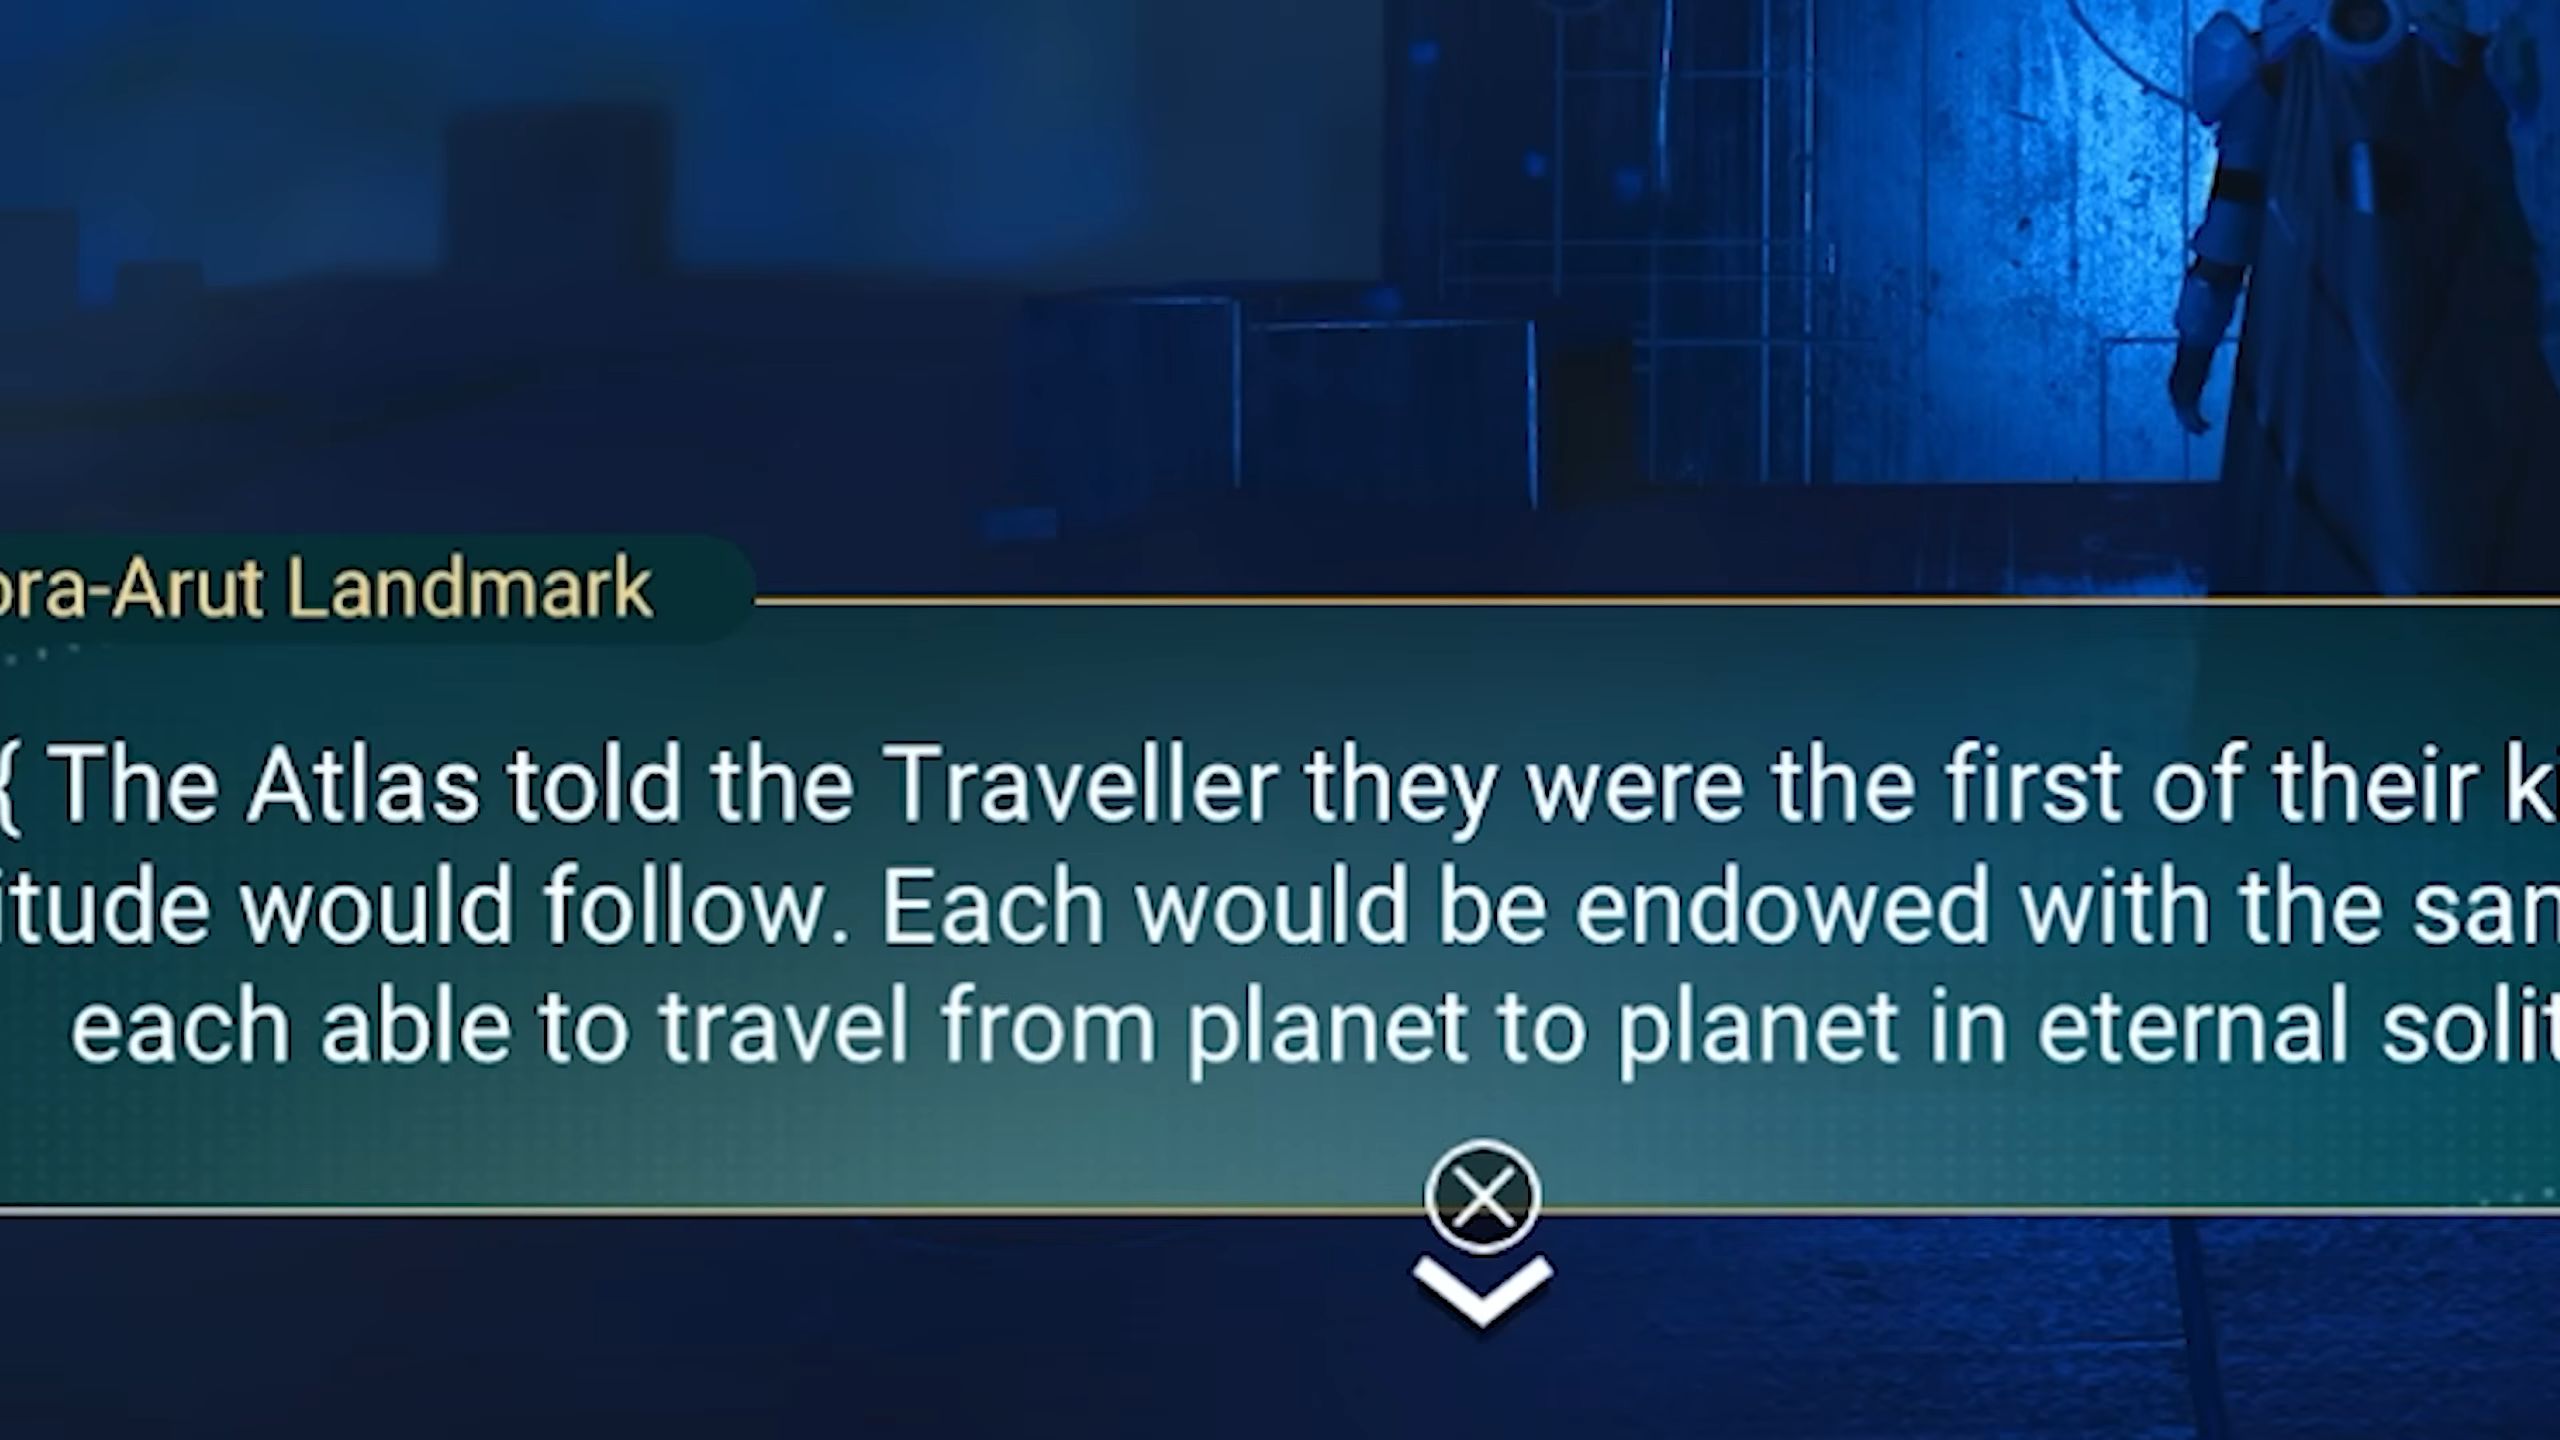 ora-Arut Landmark
{ The Atlas told the Traveller they were the first of their ki
itude would follow. Each would be endowed with the sam
each able to travel from planet to planet in eternal solit